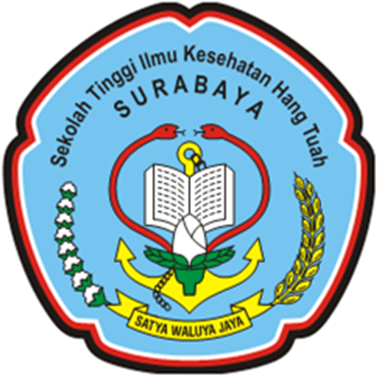 Sekolah Tinggi Ilmu Kesehatan Hang Tuah
SURABAYA
SATYA WALUYA JAYA